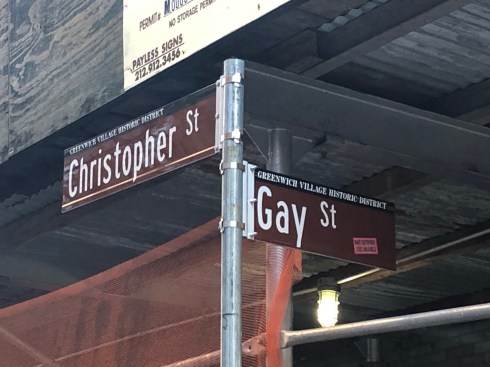 PERMIT#
NO STORAGE PERMIT
PAYLESS SIGNS
212.912.3456
GREENWICH VILLAGE HISTORIC DISTRICT
Christopher St
GREENWICH VILLAGE HISTORIC DISTRICT
Gay St